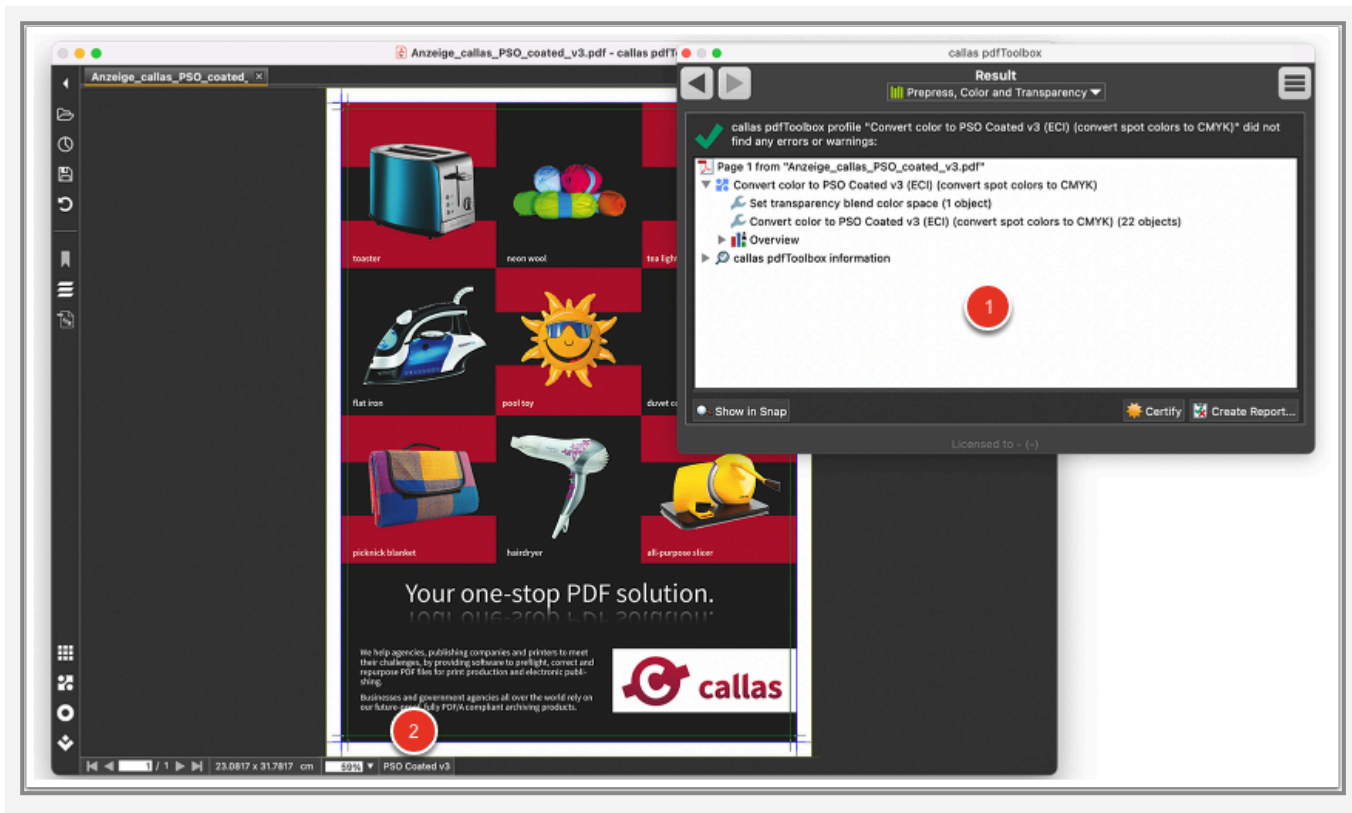 Anzeige_callas_PSO_coated_v3.pdf - callas pdfT
Anzeige_callas_PSO_coated_
toaster
neon wool
tea ligh
flat iron
pool toy
duvet c
picknick blanket
hairdryer
all-purpose slicer
Your one-stop PDF solution.
We help agencies, publishing companies and printers to meet
their challenges, by providing software to preflight, correct and
repurpose PDF files for print production and electronic publi-
shing.
Businesses and government agencies all over the world rely on
our future-proof, fully PDF/A compliant archiving products.
callas
2
1 / 1
23.0817 x 31.7817 cm
59%
PSO Coated v3
callas pdfToolbox
Result
Prepress, Color and Transparency
callas pdfToolbox profile "Convert color to PSO Coated v3 (ECI) (convert spot colors to CMYK)" did not
find any errors or warnings:
Page 1 from "Anzeige_callas_PSO_coated_v3.pdf"
Convert color to PSO Coated v3 (ECI) (convert spot colors to CMYK)
Set transparency blend color space (1 object)
Convert color to PSO Coated v3 (ECI) (convert spot colors to CMYK) (22 objects)
Overview
callas pdfToolbox information
1
Show in Snap
Certify
Create Report...
Licensed to - (-)